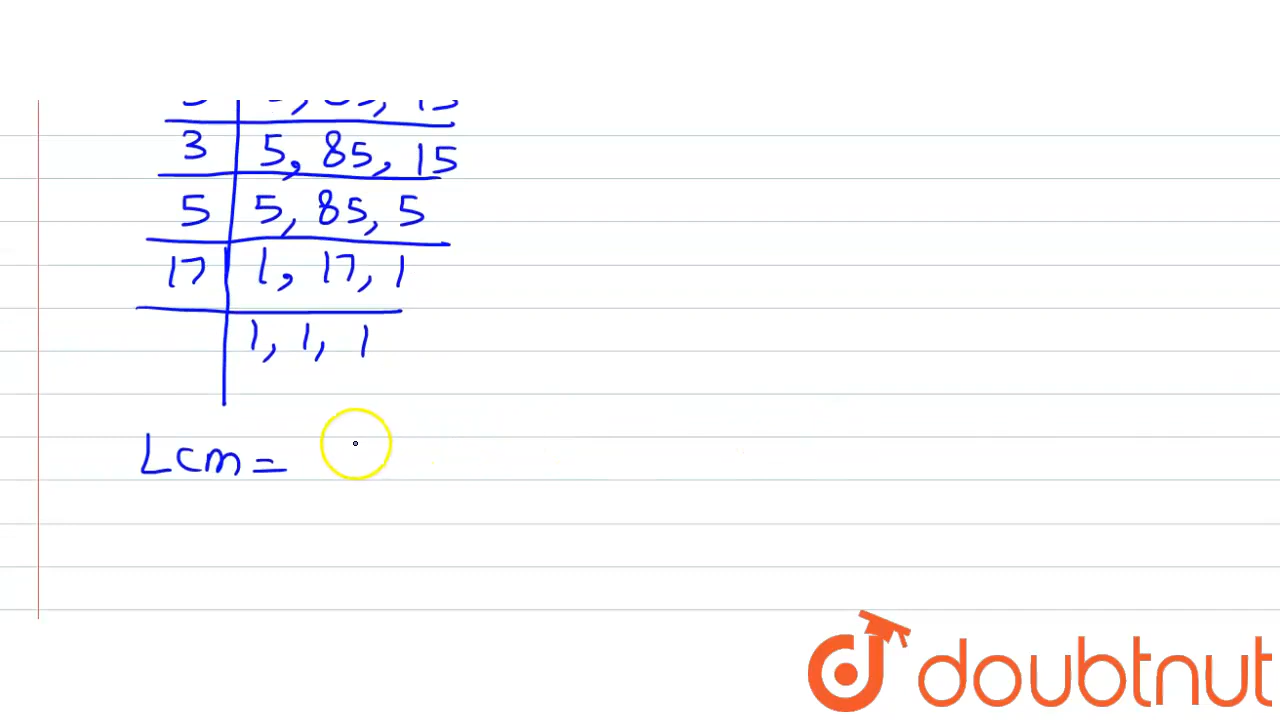 3 5, 85, 15
5 5, 85, 5
17 1, 17, 1
1, 1, 1
Lcm =
doubtnut